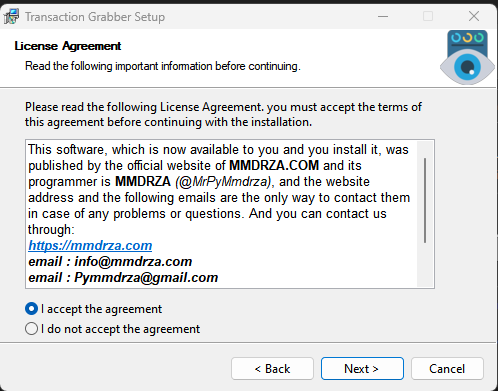 Transaction Grabber Setup
License Agreement
Read the following important information before continuing.
Please read the following License Agreement. you must accept the terms of
this agreement before continuing with the installation.
This software, which is now available to you and you install it, was
published by the official website of MMDRZA.COM and its
programmer is MMDRZA (@MrPyMmdrza), and the website
address and the following emails are the only way to contact them
in case of any problems or questions. And you can contact us
through:
https://mmdrza.com
email : info@mmdrza.com
email : Pymmdrza@gmail.com
I accept the agreement
I do not accept the agreement
< Back Next > Cancel